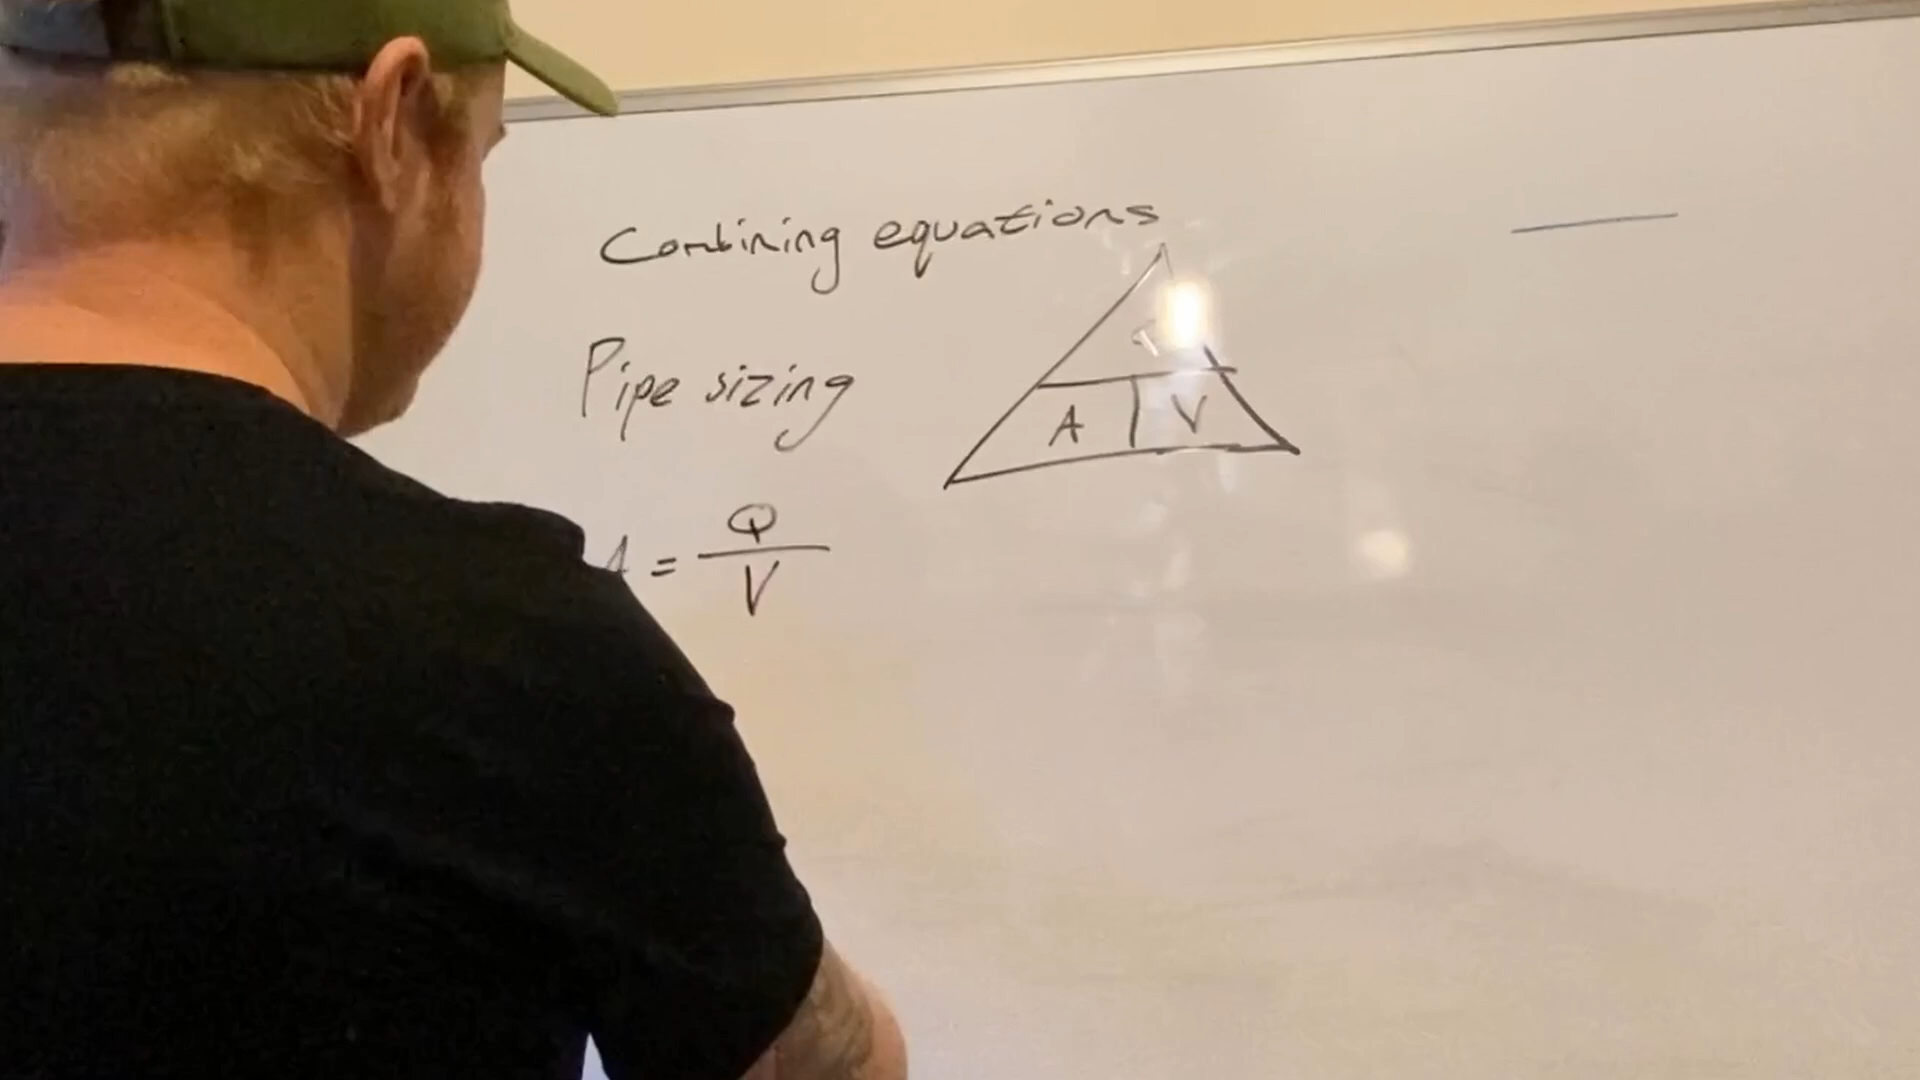 Combining equations
Pipe sizing
A V
A = Q
V